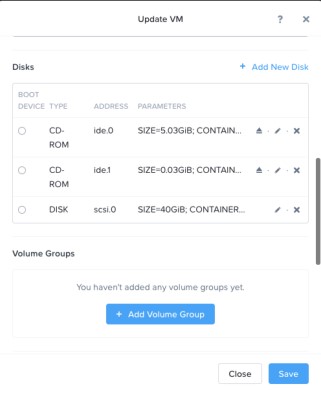 Update VM
?
×
Disks
+ Add New Disk
BOOT
DEVICE TYPE ADDRESS PARAMETERS
CD- ide.0 SIZE=5.03GiB; CONTAIN...
ROM
CD- ide.1 SIZE=0.03GiB; CONTAIN...
ROM
DISK scsi.0 SIZE=40GiB; CONTAINER...
Volume Groups
You haven't added any volume groups yet.
+ Add Volume Group
Close Save